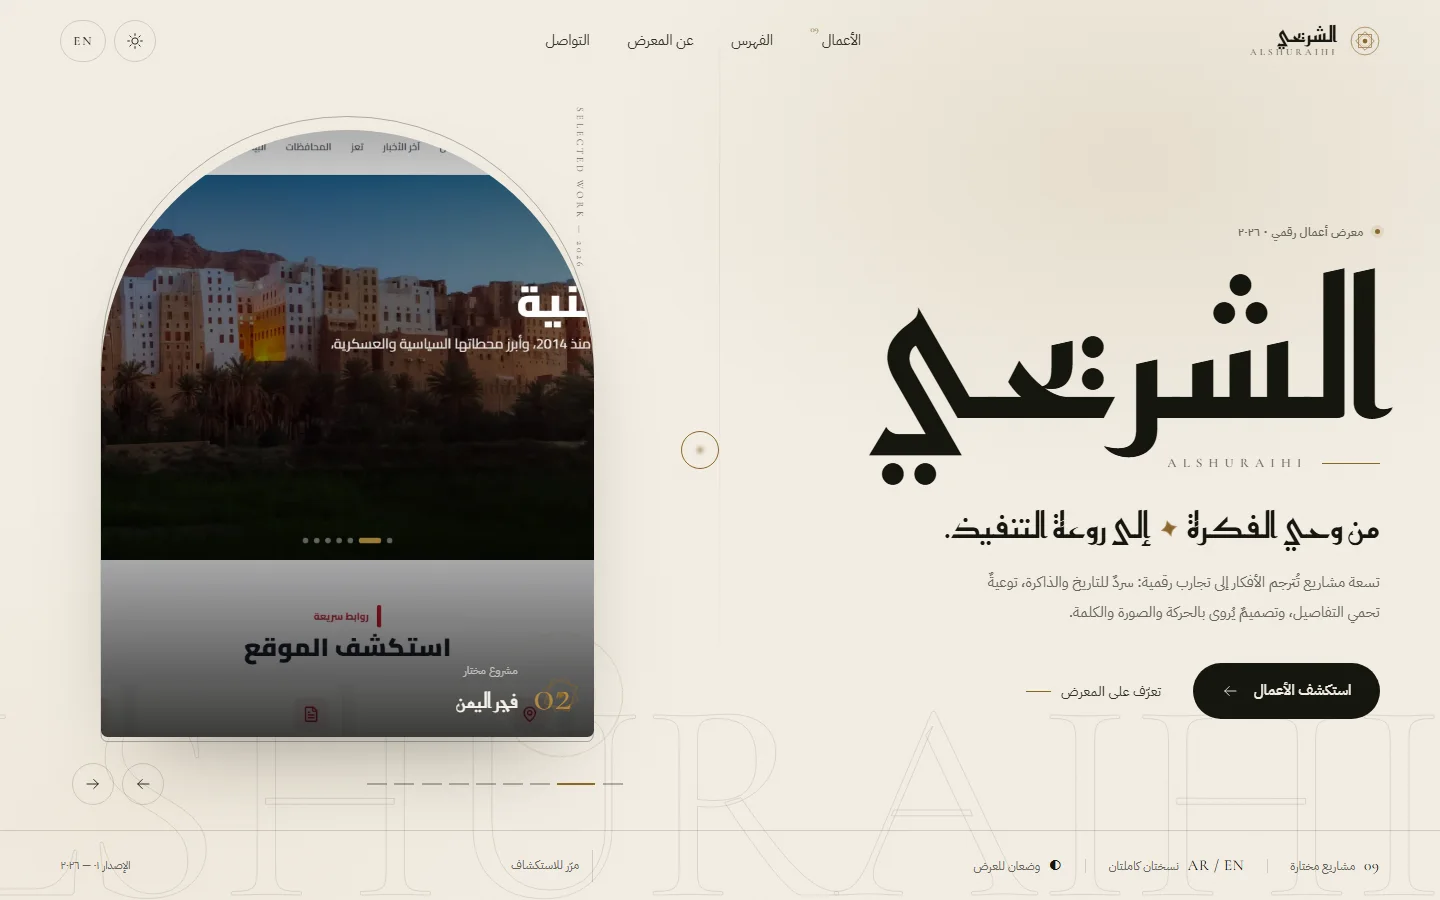 الشرعي
ALSHURAIHI
الأعمال 09
الفهرس
عن المعرض
التواصل
EN
معرض أعمال رقمي · ٢٠٢٦
الشرعي
ALSHURAIHI
من وحي الفكرة ✦ إلى روعة التنفيذ.
تسعة مشاريع تُترجم الأفكار إلى تجارب رقمية: سردٌ للتاريخ والذاكرة، توعيةٌ
تحمي التفاصيل، وتصميمٌ يُروى بالحركة والصورة والكلمة.
استكشف الأعمال
تعرّف على المعرض
SELECTED WORK — 2026
آخر الأخبار
تعز
المحافظات
نية
منذ 2014، وأبرز محطاتها السياسية والعسكرية،
روابط سريعة
استكشف الموقع
مشروع مختار
02 فجر اليمن
SHURAIHI
09 مشاريع مختارة
AR / EN نسختان كاملتان
وضعان للعرض
مرّر للاستكشاف
الإصدار ٠١ — ٢٠٢٦